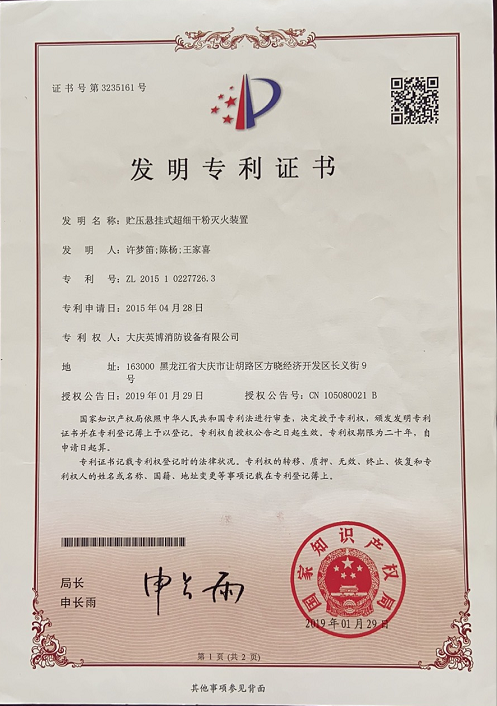 证书号第3235161号
发明专利证书
发明名称：贮压悬挂式超细干粉灭火装置
发明人：许梦笛;陈杨;王家喜
专利号：ZL 2015 1 0227726.3
专利申请日：2015年04月28日
专利权人：大庆英博消防设备有限公司
地址：163000 黑龙江省大庆市让胡路区方晓经济开发区长义街9
号
授权公告日：2019年01月29日 授权公告号：CN 105080021 B
国家知识产权局依照中华人民共和国专利法进行审查，决定授予专利权，颁发发明专利
证书并在专利登记簿上予以登记。专利权自授权公告之日起生效。专利权期限为二十年，自
申请日起算。
专利证书记载专利权登记时的法律状况。专利权的转移、质押、无效、终止、恢复和专
利权人的姓名或名称、国籍、地址变更等事项记载在专利登记簿上。
局长
申长雨
申长雨
国家知识产权局
2019年01月29日
第 1 页 (共 2 页)
其他事项参见背面